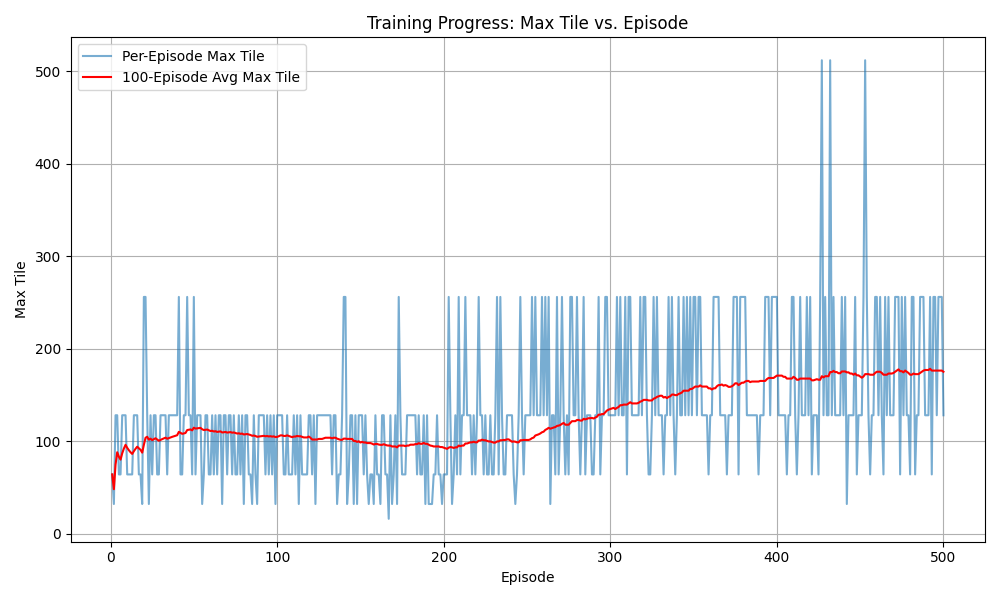 Training Progress: Max Tile vs. Episode
Per-Episode Max Tile
100-Episode Avg Max Tile
500
400
300
200
100
0
Max Tile
0 100 200 300 400 500
Episode